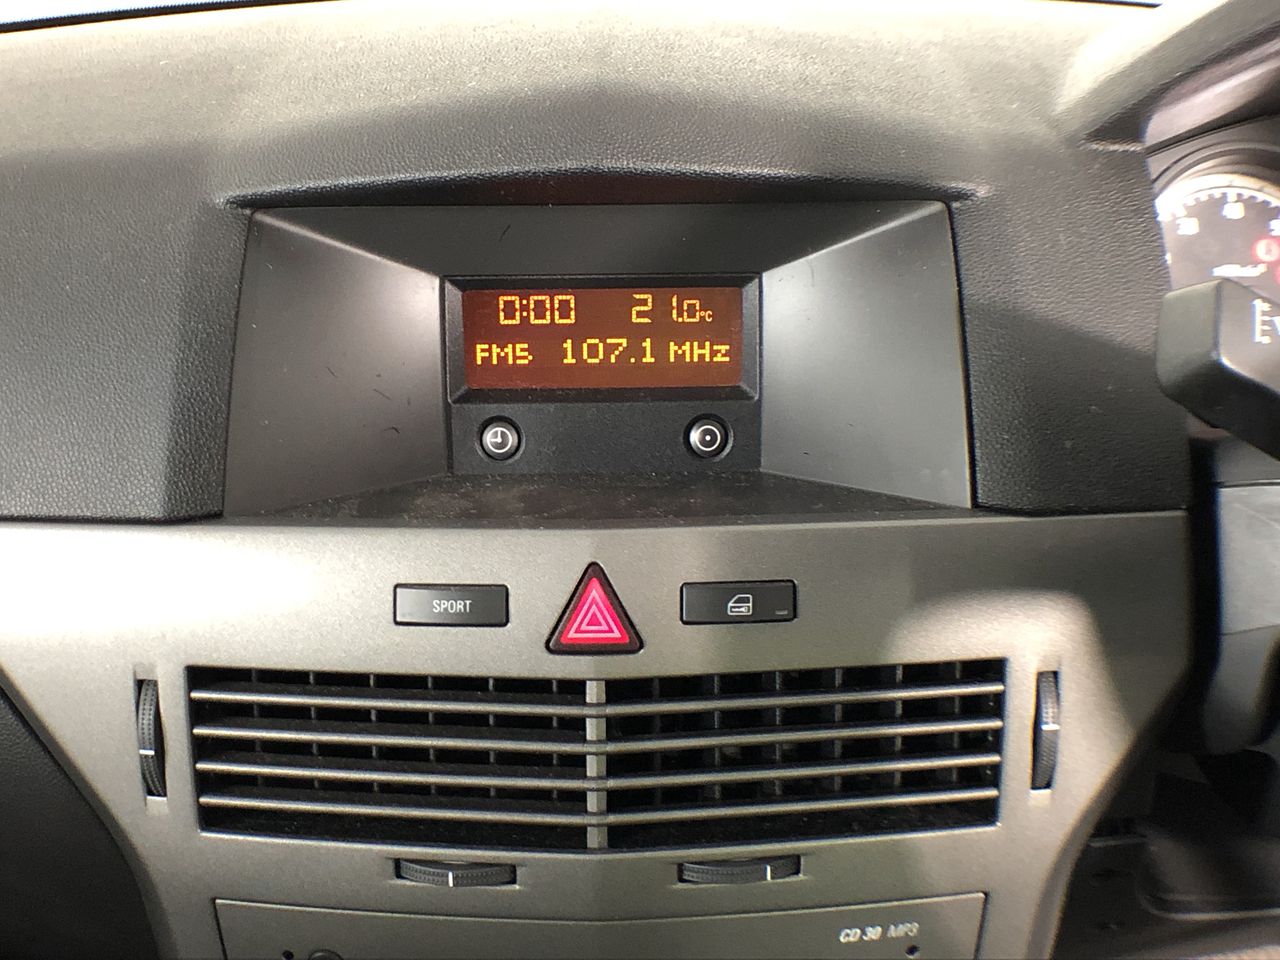 0:00 21.0°C
FM5 107.1 MHz
SPORT
CD 30 MP3